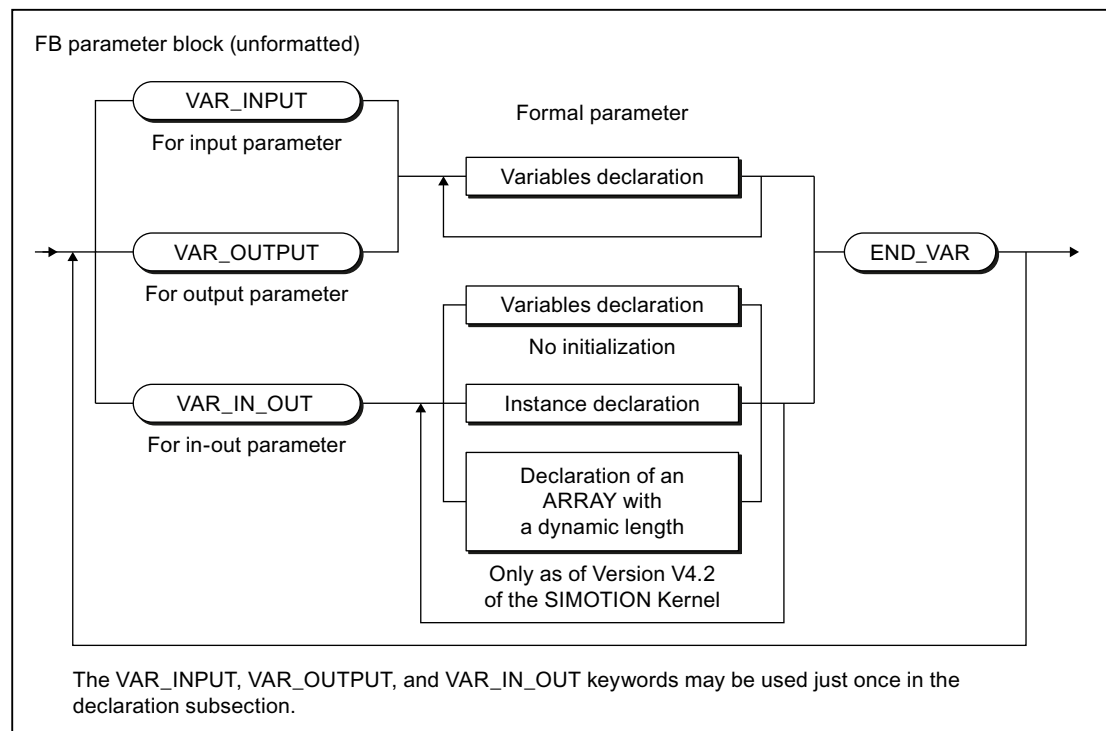 FB parameter block (unformatted)
VAR_INPUT
For input parameter
Formal parameter
Variables declaration
VAR_OUTPUT
For output parameter
END_VAR
Variables declaration
No initialization
VAR_IN_OUT
For in-out parameter
Instance declaration
Declaration of an
ARRAY with
a dynamic length
Only as of Version V4.2
of the SIMOTION Kernel
The VAR_INPUT, VAR_OUTPUT, and VAR_IN_OUT keywords may be used just once in the
declaration subsection.